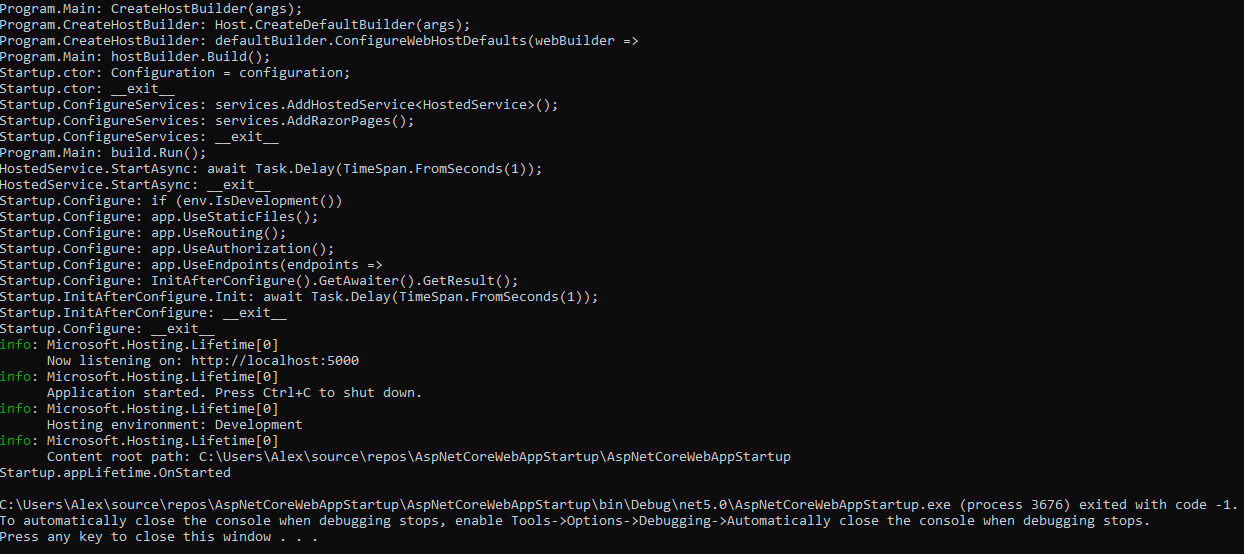 Program.Main: CreateHostBuilder(args);
Program.CreateHostBuilder: Host.CreateDefaultBuilder(args);
Program.CreateHostBuilder: defaultBuilder.ConfigureWebHostDefaults(webBuilder =>
Program.Main: hostBuilder.Build();
Startup.ctor: Configuration = configuration;
Startup.ctor: __exit__
Startup.ConfigureServices: services.AddHostedService<HostedService>();
Startup.ConfigureServices: services.AddRazorPages();
Startup.ConfigureServices: __exit__
Program.Main: build.Run();
HostedService.StartAsync: await Task.Delay(TimeSpan.FromSeconds(1));
HostedService.StartAsync: __exit__
Startup.Configure: if (env.IsDevelopment())
Startup.Configure: app.UseStaticFiles();
Startup.Configure: app.UseRouting();
Startup.Configure: app.UseAuthorization();
Startup.Configure: app.UseEndpoints(endpoints =>
Startup.Configure: InitAfterConfigure().GetAwaiter().GetResult();
Startup.InitAfterConfigure.Init: await Task.Delay(TimeSpan.FromSeconds(1));
Startup.InitAfterConfigure: __exit__
Startup.Configure: __exit__
info: Microsoft.Hosting.Lifetime[0]
      Now listening on: http://localhost:5000
info: Microsoft.Hosting.Lifetime[0]
      Application started. Press Ctrl+C to shut down.
info: Microsoft.Hosting.Lifetime[0]
      Hosting environment: Development
info: Microsoft.Hosting.Lifetime[0]
      Content root path: C:\Users\Alex\source\repos\AspNetCoreWebAppStartup\AspNetCoreWebAppStartup
Startup.appLifetime.OnStarted

C:\Users\Alex\source\repos\AspNetCoreWebAppStartup\AspNetCoreWebAppStartup\bin\Debug\net5.0\AspNetCoreWebAppStartup.exe (process 3676) exited with code -1.
To automatically close the console when debugging stops, enable Tools->Options->Debugging->Automatically close the console when debugging stops.
Press any key to close this window . . .